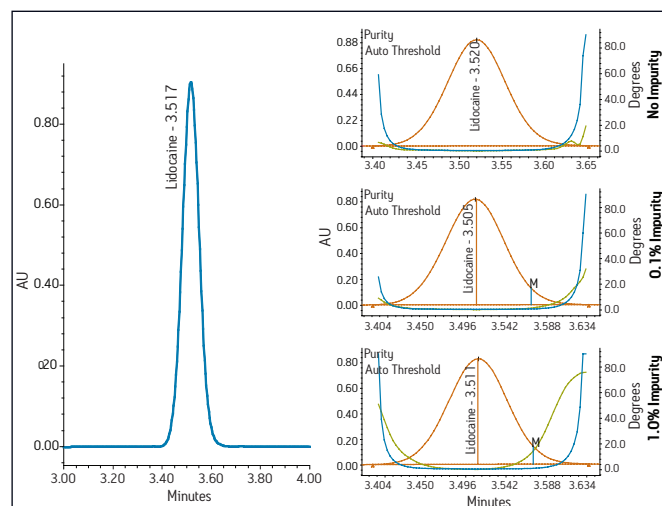 AU
0.80
0.60
0.40
0.20
0.00
Lidocaine - 3.517
3.00
3.20
3.40
3.60
3.80
4.00
Minutes
Purity
Auto Threshold
0.88
0.66
0.44
0.22
0.00
Lidocaine - 3.520
80.0
60.0
40.0
20.0
0.0
Degrees
No Impurity
3.40
3.45
3.50
3.55
3.60
3.65
AU
Purity
Auto Threshold
0.80
0.60
0.40
0.20
0.00
Lidocaine - 3.505
M
80.0
60.0
40.0
20.0
0.0
Degrees
0.1% Impurity
3.404
3.450
3.496
3.542
3.588
3.634
Purity
Auto Threshold
0.80
0.60
0.40
0.20
0.00
Lidocaine - 3.511
M
80.0
60.0
40.0
20.0
0.0
Degrees
1.0% Impurity
3.404
3.450
3.496
3.542
3.588
3.634
Minutes